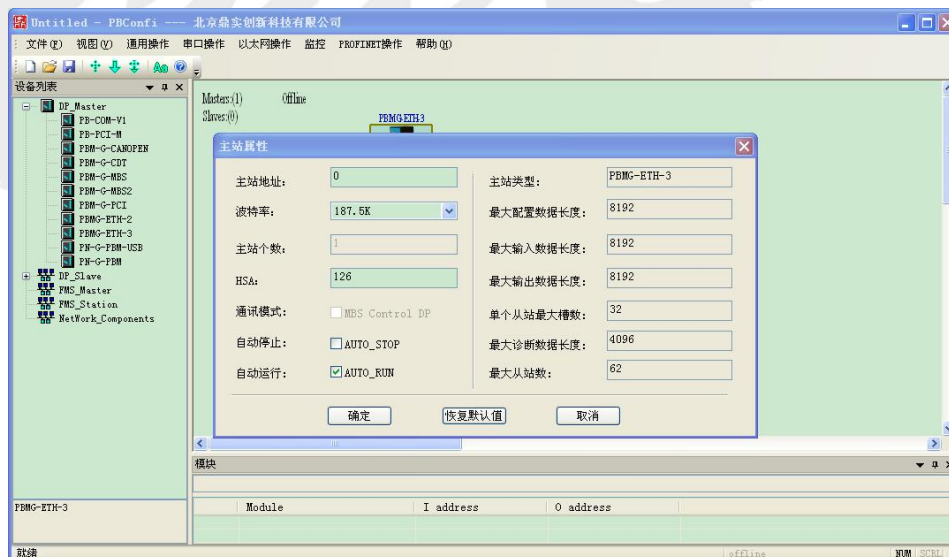 Untitled - PBConfi --- 北京鼎实创新科技有限公司
文件(F) 视图(V) 通用操作 串口操作 以太网操作 监控 PROFINET操作 帮助(H)
设备列表
DP_Master
PB-COM-V1
PB-PCI-M
PBM-G-CANOPEN
PBM-G-CDT
PBM-G-MBS
PBM-G-MBS2
PBM-G-PCI
PBMG-ETH-2
PBMG-ETH-3
PN-G-PBM-USB
PN-G-PBM
DP_Slave
FMS_Master
FMS_Station
NetWork_Components
Masters:(1) Offline
Slaves:(0)
PBMG-ETH-3
主站属性
主站地址: 0
波特率: 187.5K
主站个数: 1
HSA: 126
通讯模式: MBS Control DP
自动停止: AUTO_STOP
自动运行: AUTO_RUN
主站类型: PBMG-ETH-3
最大配置数据长度: 8192
最大输入数据长度: 8192
最大输出数据长度: 8192
单个从站最大槽数: 32
最大诊断数据长度: 4096
最大从站数: 62
确定 恢复默认值 取消
模块
Module I address O address
PBMG-ETH-3
就绪 offline NUM SCRL